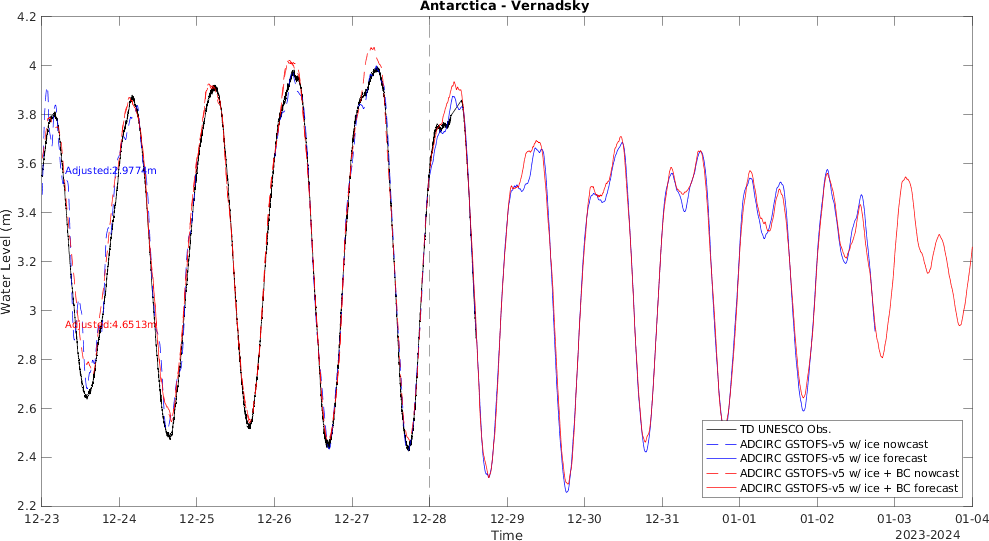 Antarctica - Vernadsky
4.2
4
3.8
3.6
3.4
3.2
3
2.8
2.6
2.4
2.2
Water Level (m)
Adjusted:2.9774m
Adjusted:4.6513m
TD UNESCO Obs.
ADCIRC GSTOFS-v5 w/ ice nowcast
ADCIRC GSTOFS-v5 w/ ice forecast
ADCIRC GSTOFS-v5 w/ ice + BC nowcast
ADCIRC GSTOFS-v5 w/ ice + BC forecast
12-23 12-24 12-25 12-26 12-27 12-28 12-29 12-30 12-31 01-01 01-02 01-03 01-04
Time
2023-2024